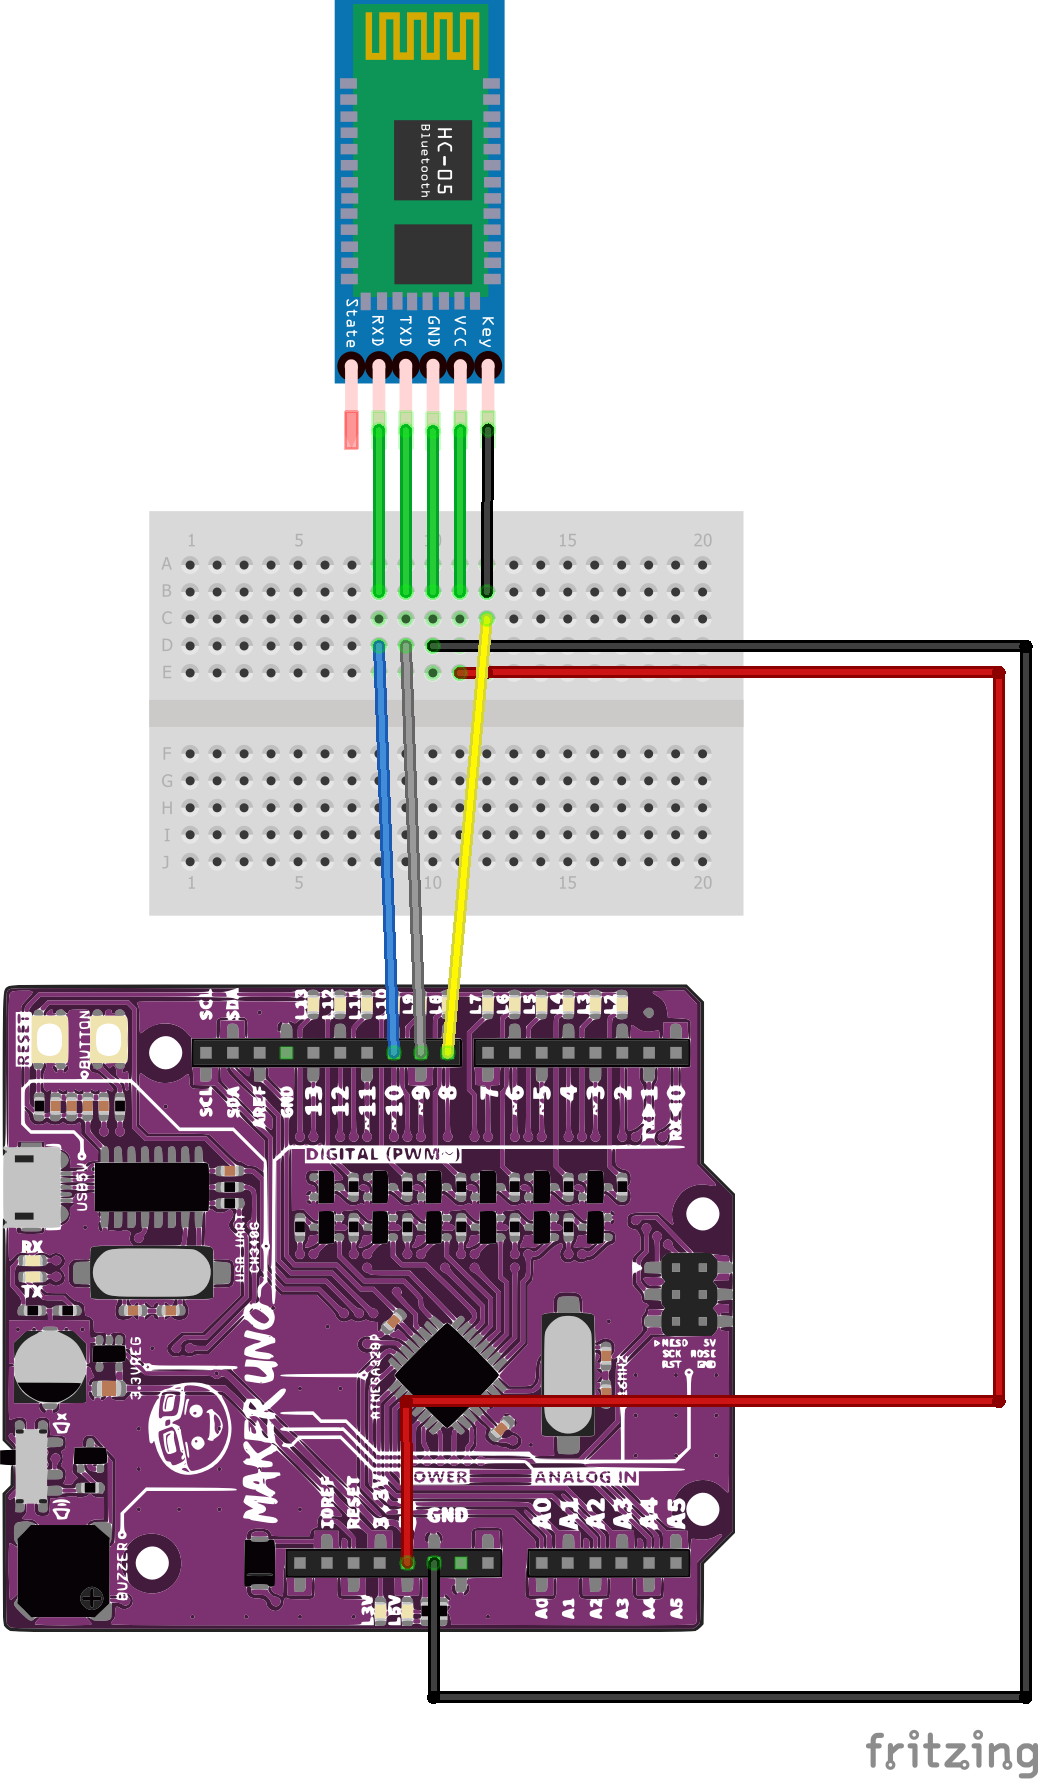 HC-05
Bluetooth
State
RXD
TXD
GND
VCC
Key
1 5 10 15 20
A
B
C
D
E
F
G
H
I
J
1 5 10 15 20
RESET
BUTTON
SCL
SDA
L13
L12
L11
L10
L9
L8
L7
L6
L5
L4
L3
L2
SCL
SDA
AREF
GND
13
12
~11
~10
~9
8
7
~6
~5
4
~3
2
TX▸1
RX◂0
DIGITAL (PWM~)
USB5V
USB UART
CH340G
RX
TX
3.3VREG
MAKER UNO
ATMEGA328P
16MHZ
▷MISO 5V
SCK MOSI
RST GND
POWER
ANALOG IN
IOREF
RESET
3.3V
GND
A0
A1
A2
A3
A4
A5
BUZZER
L3V
L5V
A0
A1
A2
A3
A4
A5
fritzing